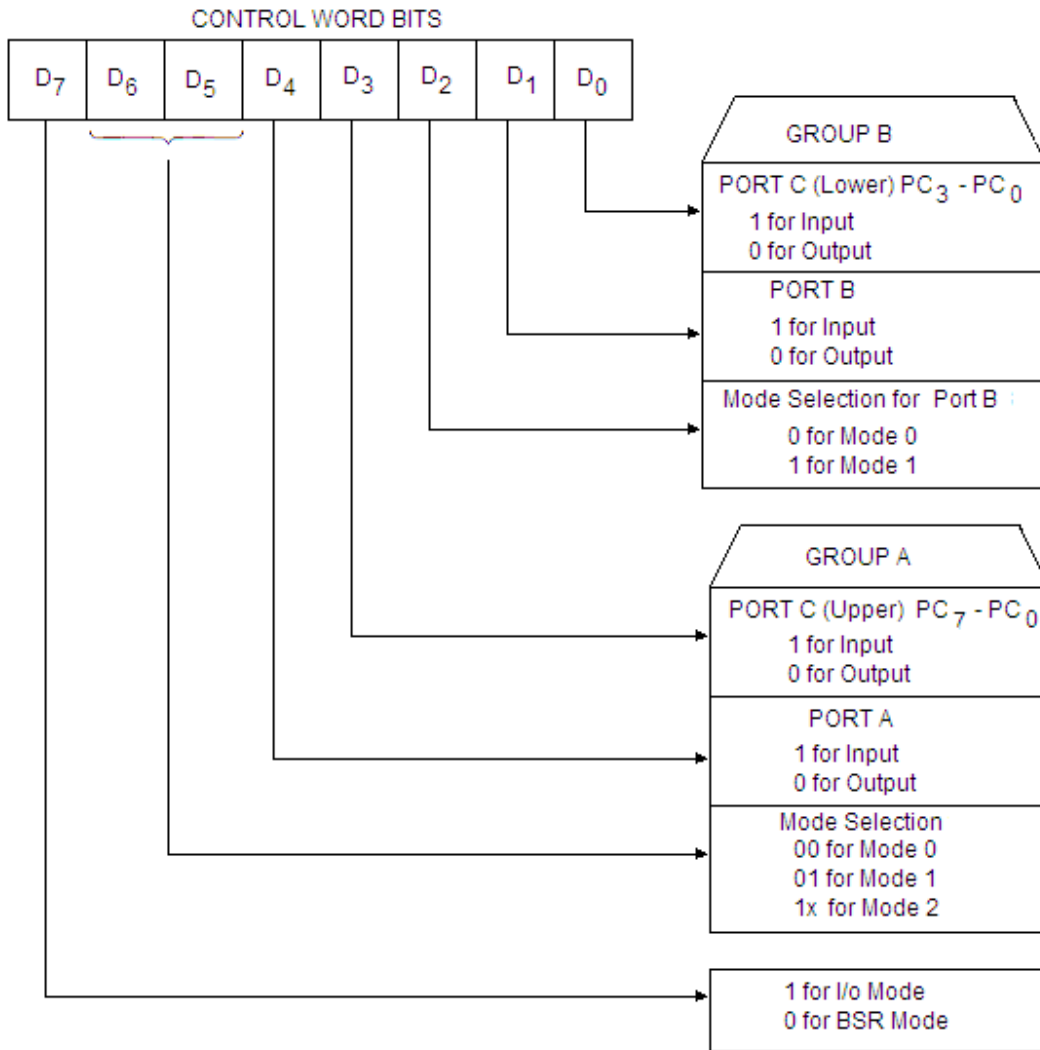 CONTROL WORD BITS
D7 D6 D5 D4 D3 D2 D1 D0
GROUP B
PORT C (Lower) PC3 - PC0
1 for Input
0 for Output
PORT B
1 for Input
0 for Output
Mode Selection for Port B
0 for Mode 0
1 for Mode 1
GROUP A
PORT C (Upper) PC7 - PC0
1 for Input
0 for Output
PORT A
1 for Input
0 for Output
Mode Selection
00 for Mode 0
01 for Mode 1
1x for Mode 2
1 for I/o Mode
0 for BSR Mode